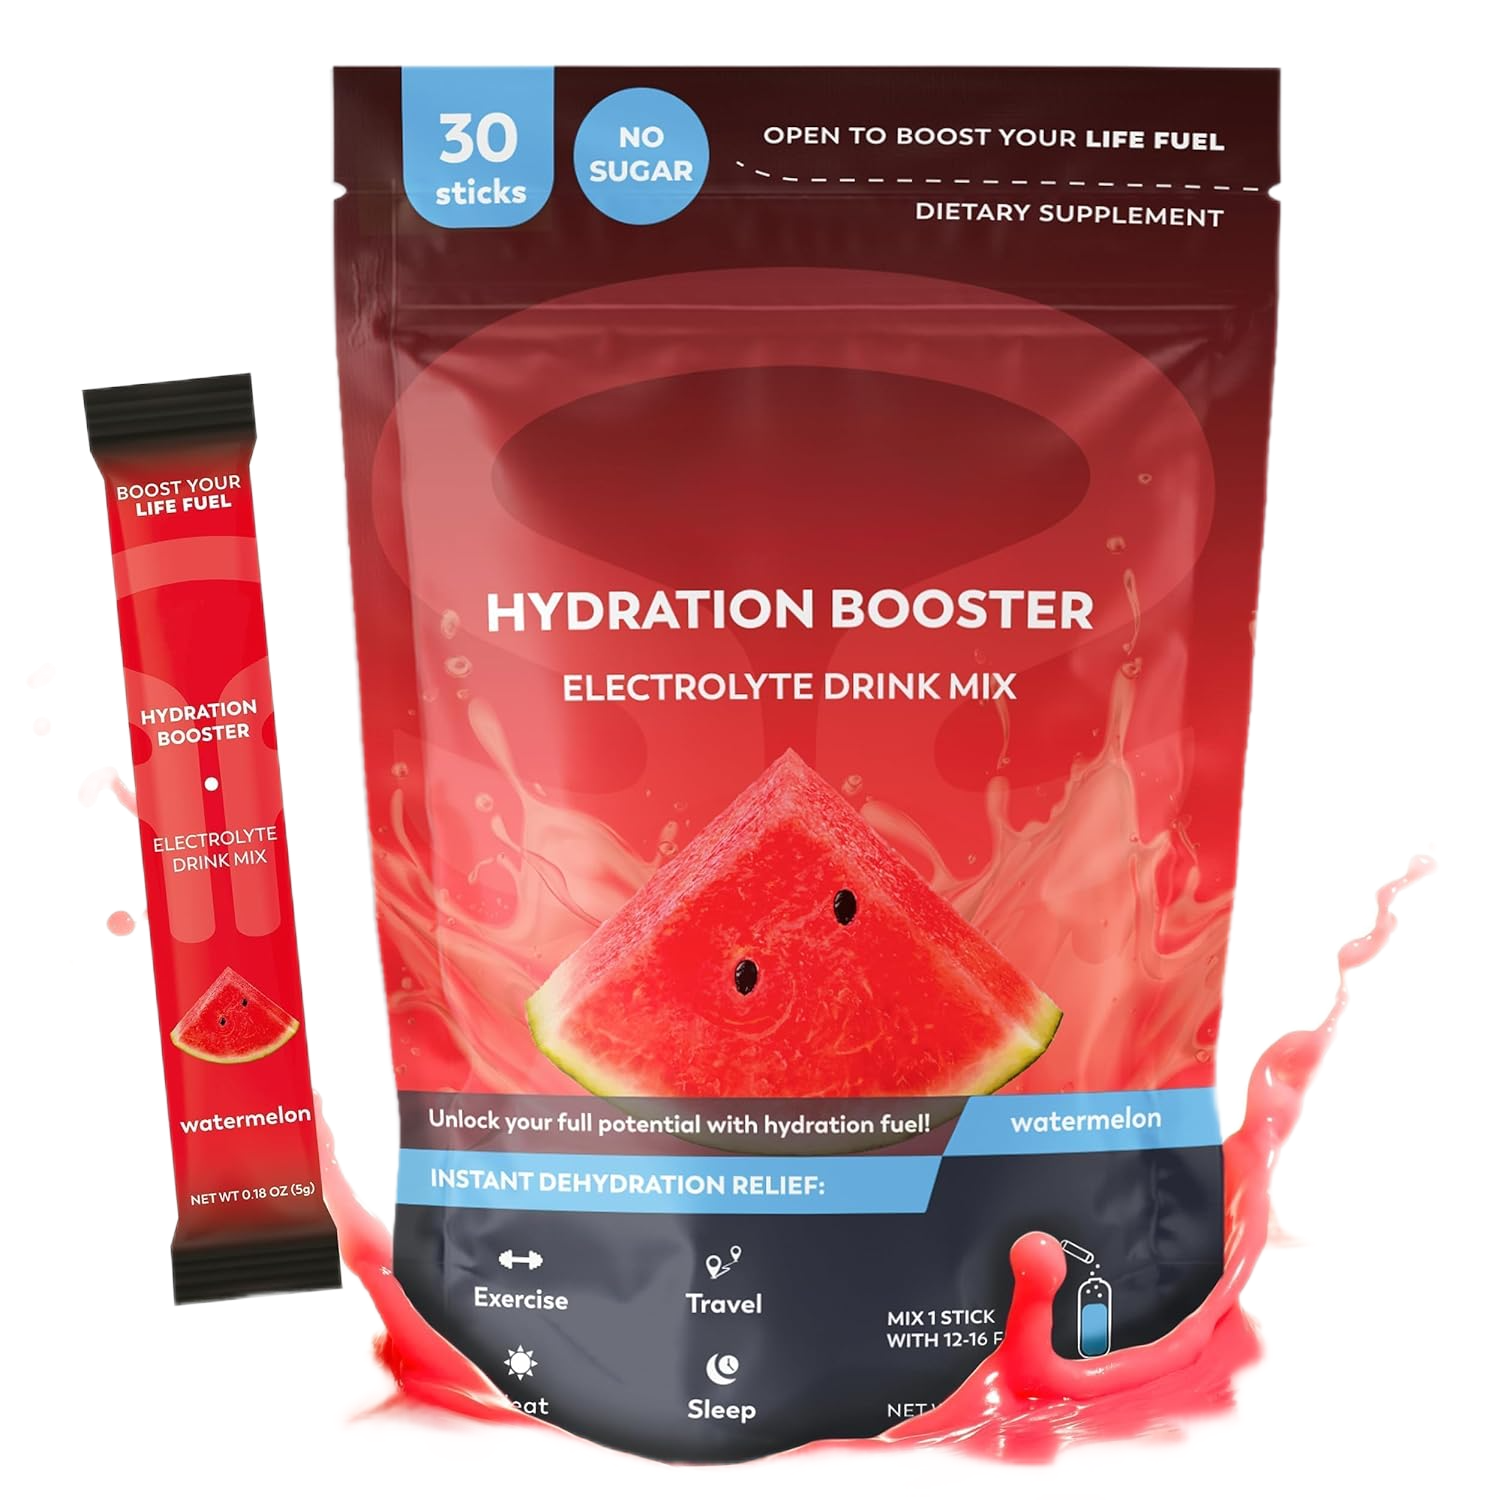 30
sticks
NO
SUGAR
OPEN TO BOOST YOUR LIFE FUEL
DIETARY SUPPLEMENT
HYDRATION BOOSTER
ELECTROLYTE DRINK MIX
Unlock your full potential with hydration fuel!
watermelon
INSTANT DEHYDRATION RELIEF:
Exercise
Travel
Sleep
MIX 1 STICK
WITH 12-16
NET
BOOST YOUR
LIFE FUEL
HYDRATION
BOOSTER
ELECTROLYTE
DRINK MIX
watermelon
NET WT 0.18 OZ (5g)